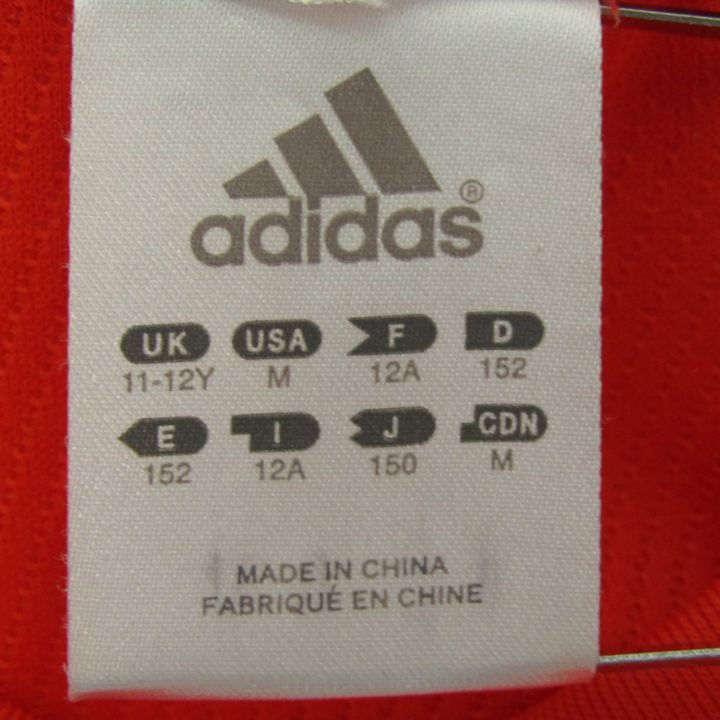 adidas®
UK USA F D
11-12Y M 12A 152
E I J CDN
152 12A 150 M
MADE IN CHINA
FABRIQUÉ EN CHINE